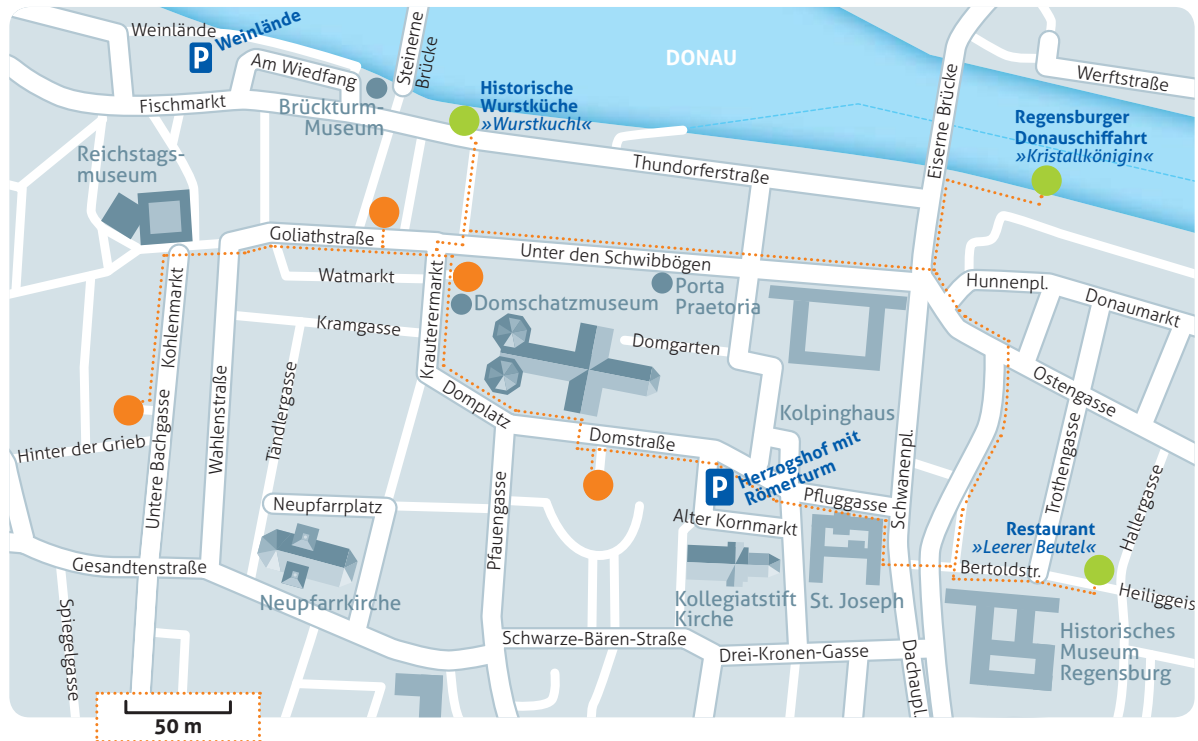 Weinlände
P
Weinlände
Am Wiedfang
Steinerne
Brücke
DONAU
Eiserne Brücke
Werftstraße
Fischmarkt
Brückturm-
Museum
Historische
Wurstküche
»Wurstkuchl«
Regensburger
Donauschiffahrt
»Kristallkönigin«
Reichstags-
museum
Thundorferstraße
Goliathstraße
Unter den Schwibbögen
Watmarkt
Domschatzmuseum
Porta
Praetoria
Hunnenpl.
Donaumarkt
Kohlenmarkt
Kramgasse
Krauterermarkt
Domgarten
Wahlenstraße
Tändlergasse
Domplatz
Ostengasse
Kolpinghaus
Hinter der Grieb
Untere Bachgasse
Domstraße
P
Herzogshof mit
Römerturm
Schwanenpl.
Trothengasse
Hallergasse
Neupfarrplatz
Pfauengasse
Pfluggasse
Alter Kornmarkt
Restaurant
»Leerer Beutel«
Bertoldstr.
Heiliggeis
Gesandtenstraße
Neupfarrkirche
Kollegiatstift
Kirche
St. Joseph
Spiegelgasse
Schwarze-Bären-Straße
Drei-Kronen-Gasse
Dachaupl.
Historisches
Museum
Regensburg
50 m